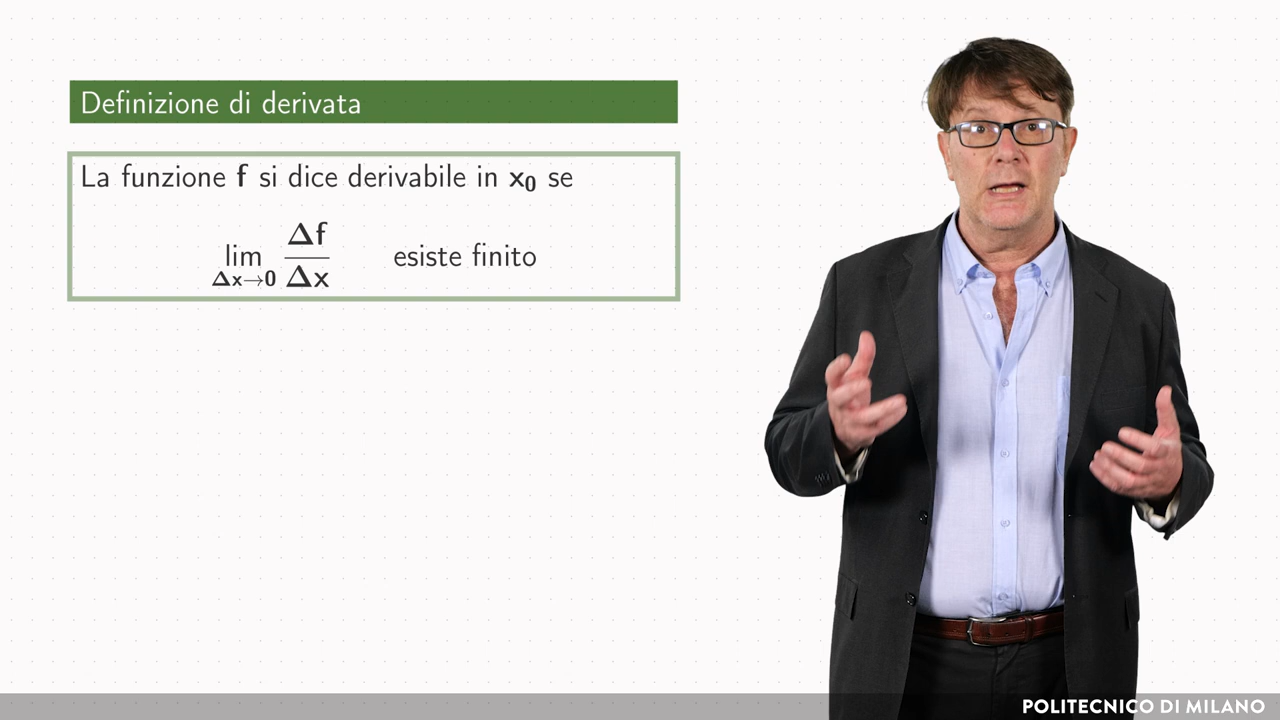 Definizione di derivata
La funzione f si dice derivabile in x₀ se
lim Δx→0 Δf/Δx esiste finito
POLITECNICO DI MILANO